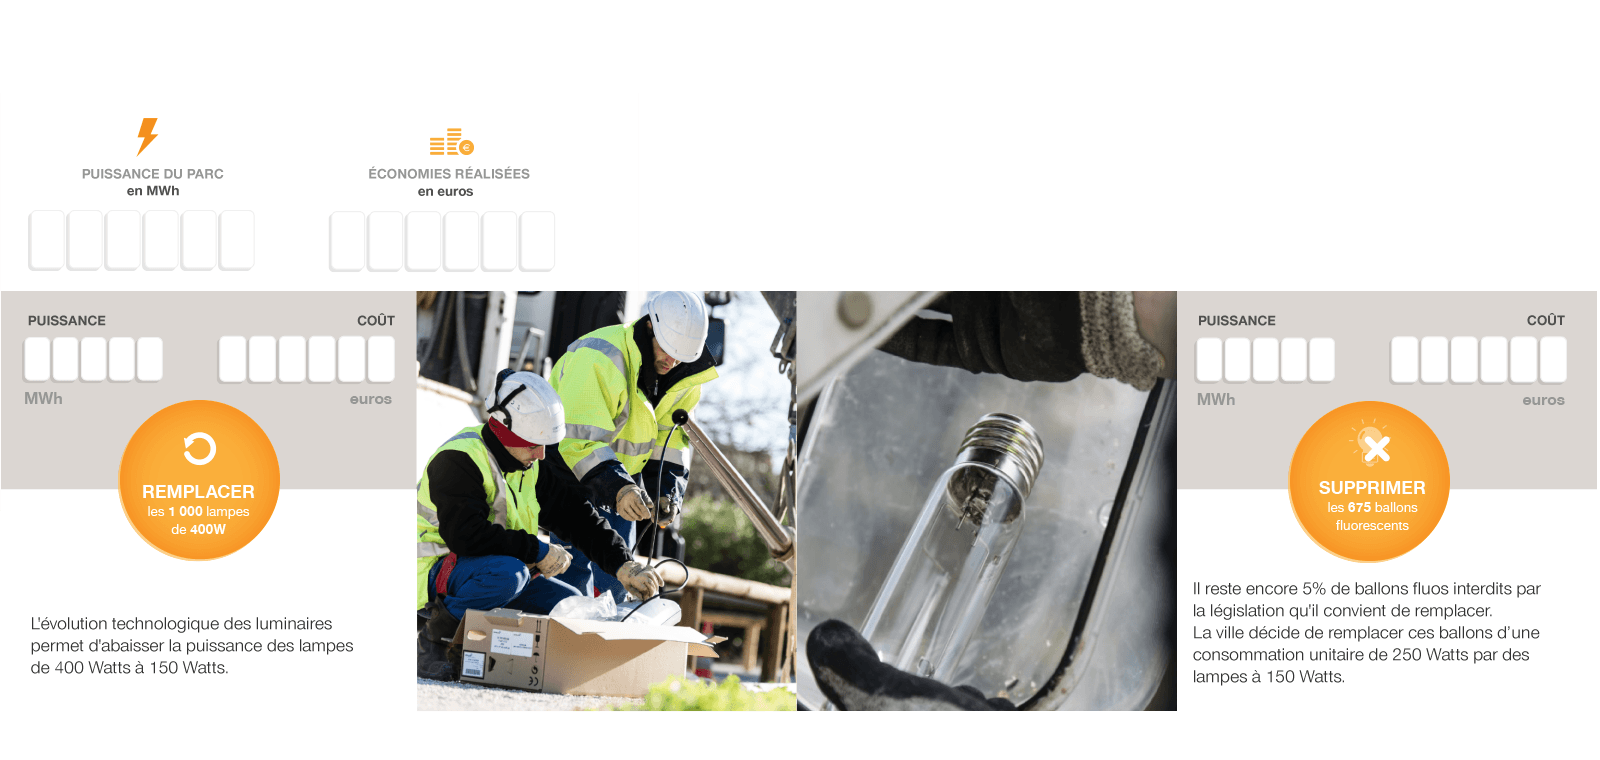 PUISSANCE DU PARC
en MWh
ÉCONOMIES RÉALISÉES
en euros
PUISSANCE
COÛT
MWh
euros
REMPLACER
les 1 000 lampes
de 400W
L'évolution technologique des luminaires
permet d'abaisser la puissance des lampes
de 400 Watts à 150 Watts.
PUISSANCE
COÛT
MWh
euros
SUPPRIMER
les 675 ballons
fluorescents
Il reste encore 5% de ballons fluos interdits par
la législation qu'il convient de remplacer.
La ville décide de remplacer ces ballons d'une
consommation unitaire de 250 Watts par des
lampes à 150 Watts.